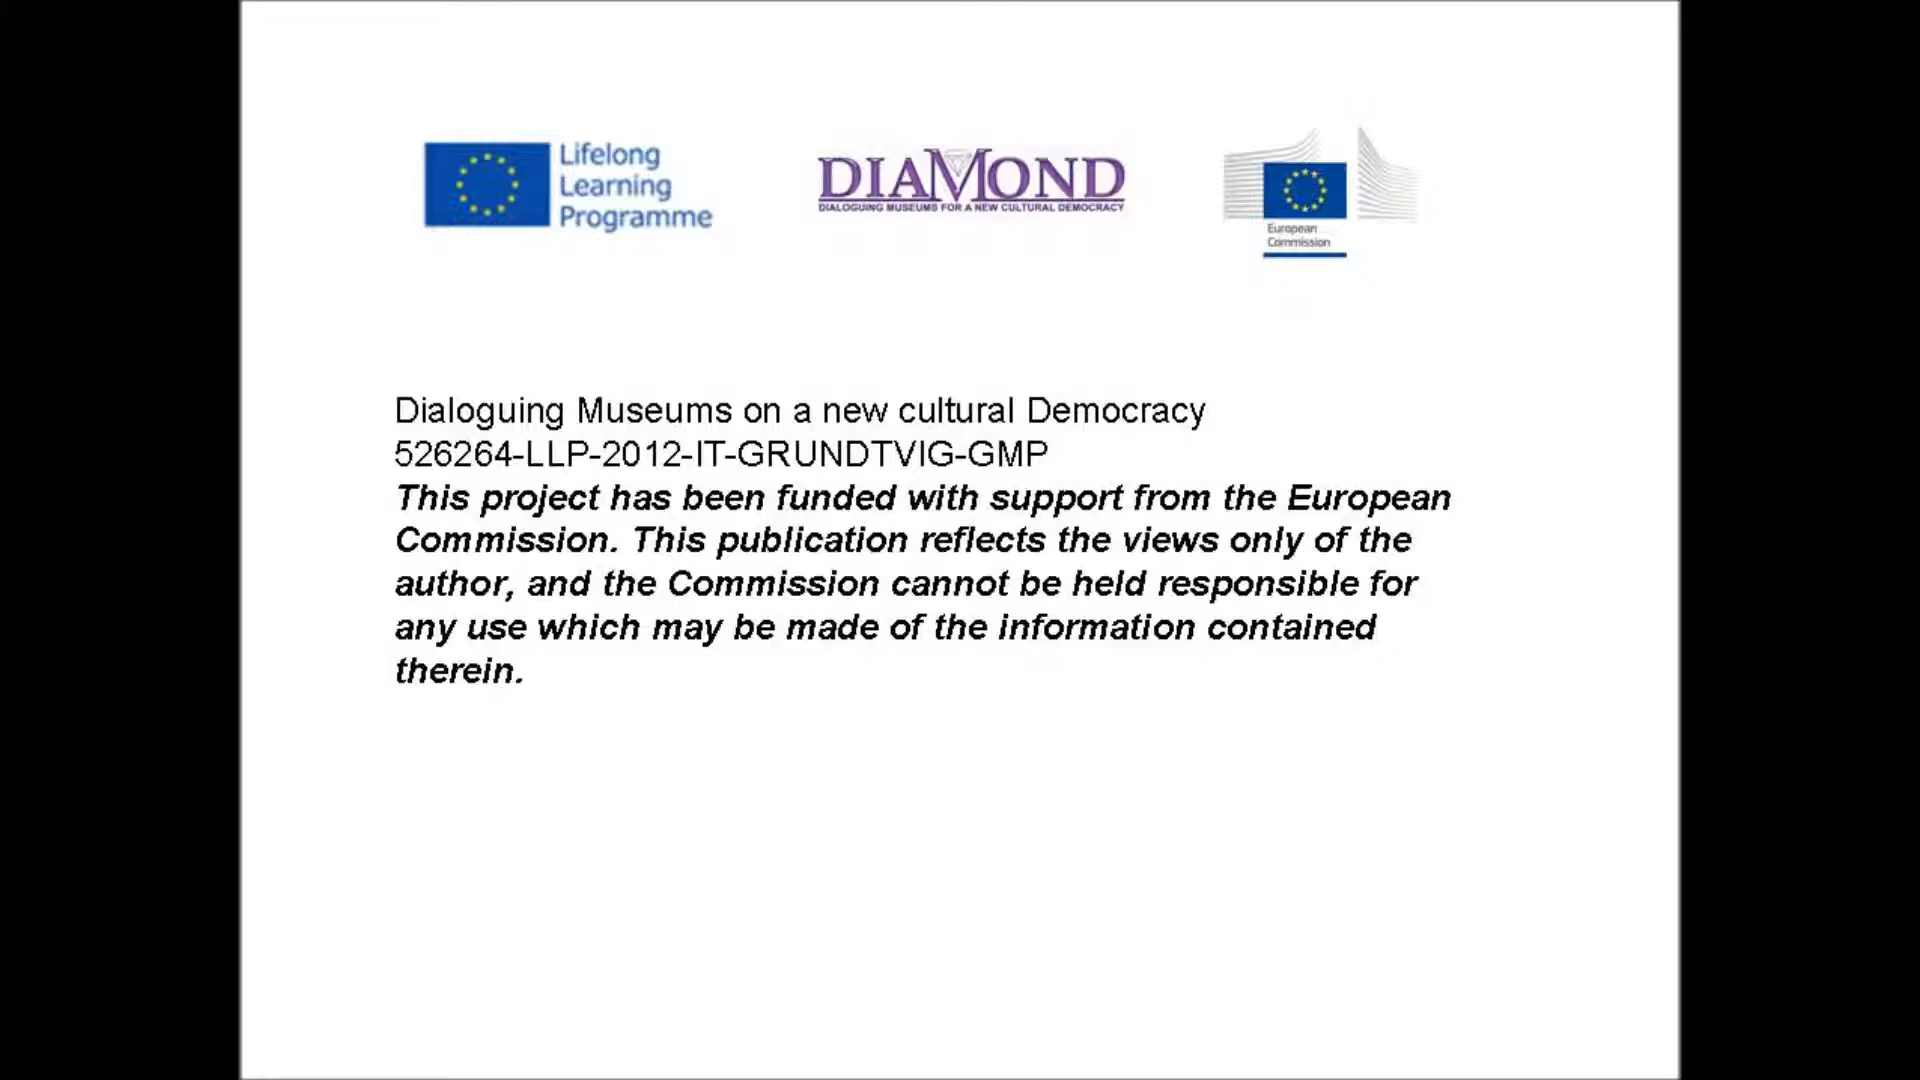 Lifelong
Learning
Programme
DIAMOND
DIALOGUING MUSEUMS FOR A NEW CULTURAL DEMOCRACY
European
Commission
Dialoguing Museums on a new cultural Democracy
526264-LLP-2012-IT-GRUNDTVIG-GMP
This project has been funded with support from the European
Commission. This publication reflects the views only of the
author, and the Commission cannot be held responsible for
any use which may be made of the information contained
therein.